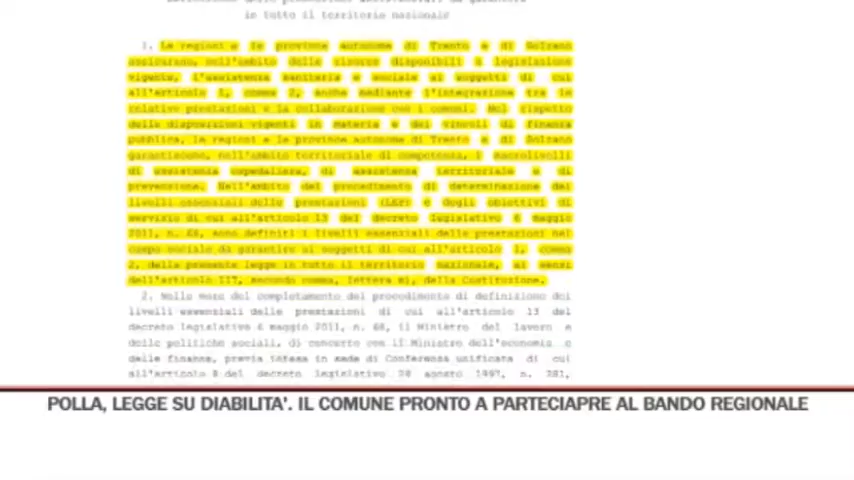 in tutto il territorio nazionale
1. Le regioni e le province autonome di Trento e di Bolzano
assicurano, nell'ambito delle risorse disponibili a legislazione
vigente, l'assistenza sanitaria e sociale ai soggetti di cui
all'articolo 1, comma 2, anche mediante l'integrazione tra le
relative prestazioni e la collaborazione con i comuni. Nel rispetto
delle disposizioni vigenti in materia e dei vincoli di finanza
pubblica, le regioni e le province autonome di Trento e di Bolzano
garantiscono, nell'ambito territoriale di competenza, i macrolivelli
di assistenza ospedaliera, di assistenza territoriale e di
prevenzione. Nell'ambito del procedimento di determinazione dei
livelli essenziali delle prestazioni (LEP) e degli obiettivi di
servizio di cui all'articolo 13 del decreto legislativo 6 maggio
2011, n. 68, sono definiti i livelli essenziali delle prestazioni nel
campo sociale da garantire ai soggetti di cui all'articolo 1, comma
2, della presente legge in tutto il territorio nazionale, ai sensi
dell'articolo 117, secondo comma, lettera m), della Costituzione.
2. Nelle more del completamento del procedimento di definizione dei
livelli essenziali delle prestazioni di cui all'articolo 13 del
decreto legislativo 6 maggio 2011, n. 68, il Ministro del lavoro e
delle politiche sociali, di concerto con il Ministro dell'economia e
delle finanze, previa intesa in sede di Conferenza unificata di cui
all'articolo 8 del decreto legislativo 28 agosto 1997, n. 281,
POLLA, LEGGE SU DIABILITA'. IL COMUNE PRONTO A PARTECIAPRE AL BANDO REGIONALE